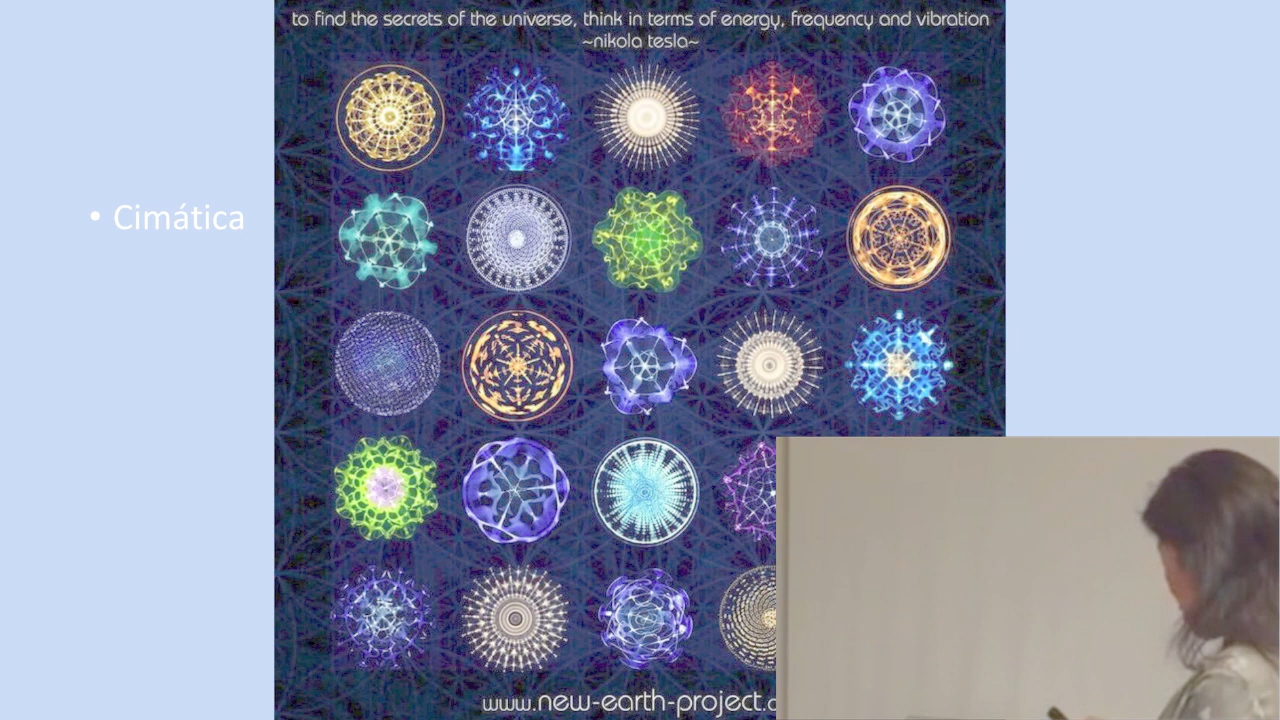 to find the secrets of the universe, think in terms of energy, frequency and vibration
~nikola tesla~
• Cimática
www.new-earth-project.c